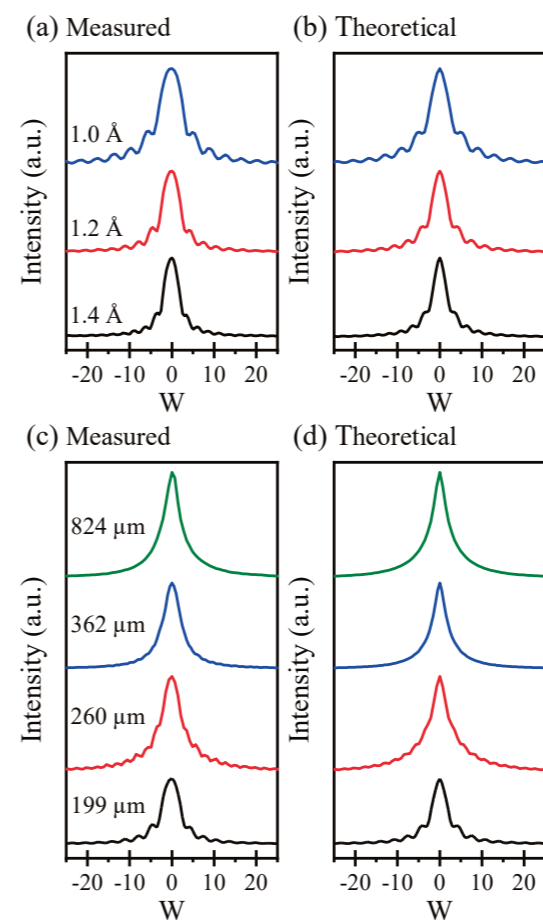 (a) Measured
(b) Theoretical
Intensity (a.u.)
1.0 Å
1.2 Å
1.4 Å
-20 -10 0 10 20
W
Intensity (a.u.)
-20 -10 0 10 20
W
(c) Measured
(d) Theoretical
Intensity (a.u.)
824 μm
362 μm
260 μm
199 μm
-20 -10 0 10 20
W
Intensity (a.u.)
-20 -10 0 10 20
W